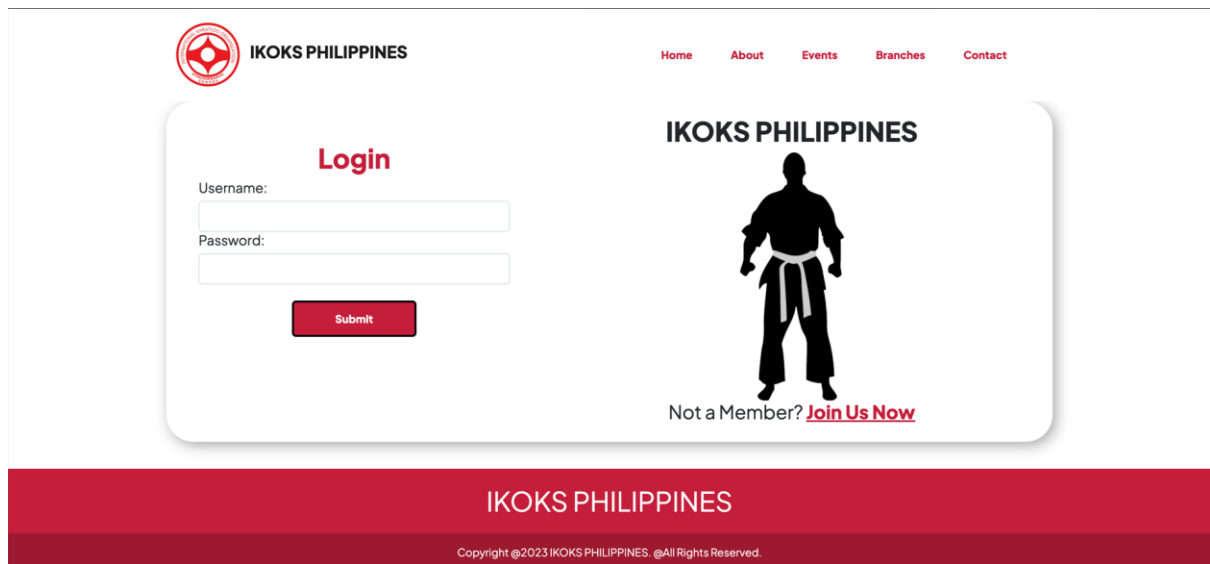 IKOKS PHILIPPINES
Home About Events Branches Contact
Login
Username:
Password:
Submit
IKOKS PHILIPPINES
Not a Member? Join Us Now
IKOKS PHILIPPINES
Copyright @2023 IKOKS PHILIPPINES. @All Rights Reserved.